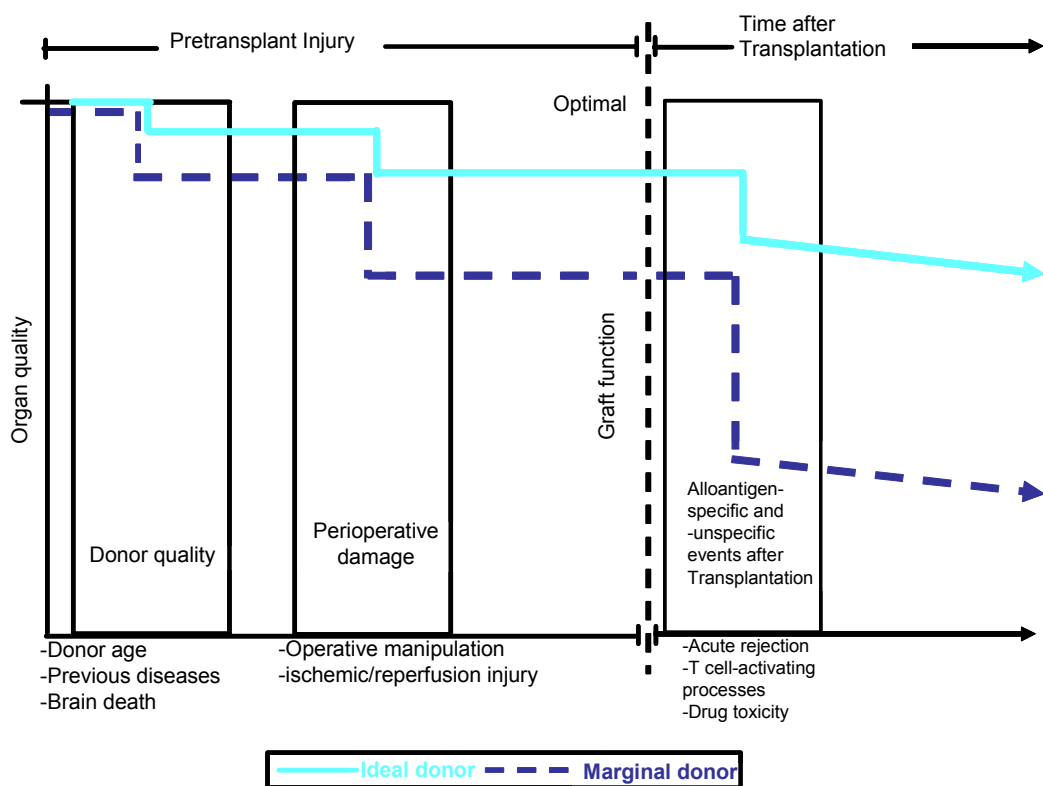 Pretransplant Injury
Time after
Transplantation
Optimal
Organ quality
Graft function
Donor quality
Perioperative
damage
Alloantigen-
specific and
-unspecific
events after
Transplantation
-Donor age
-Previous diseases
-Brain death
-Operative manipulation
-ischemic/reperfusion injury
-Acute rejection
-T cell-activating
processes
-Drug toxicity
Ideal donor
Marginal donor